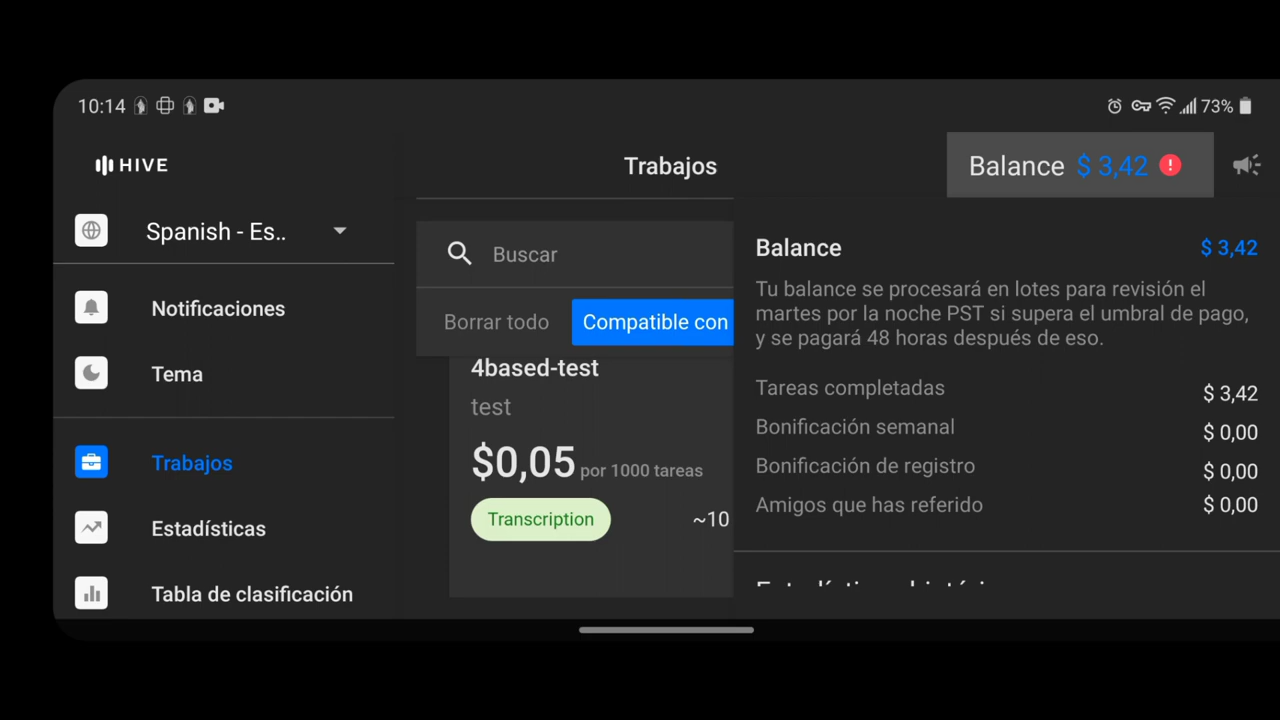 10:14
73%
HIVE
Trabajos
Balance $ 3,42 !
Spanish - Es..
Notificaciones
Tema
Trabajos
Estadísticas
Tabla de clasificación
Buscar
Borrar todo
Compatible con
4based-test
test
$0,05 por 1000 tareas
Transcription
~10
Balance $ 3,42
Tu balance se procesará en lotes para revisión el
martes por la noche PST si supera el umbral de pago,
y se pagará 48 horas después de eso.
Tareas completadas $ 3,42
Bonificación semanal $ 0,00
Bonificación de registro $ 0,00
Amigos que has referido $ 0,00